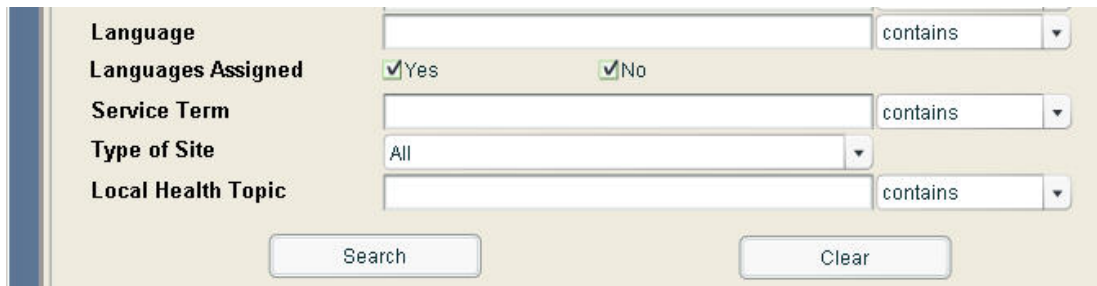 Language contains
Languages Assigned Yes No
Service Term contains
Type of Site All
Local Health Topic contains
Search Clear